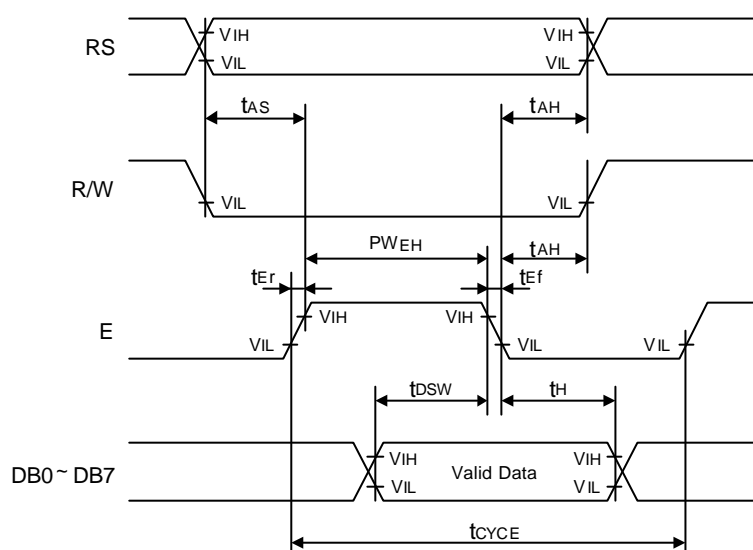 RS
VIH
VIH
VIL
VIL
tAS
tAH
R/W
VIL
VIL
PWEH
tAH
tEr
tEf
E
VIH
VIH
VIL
VIL
VIL
tDSW
tH
DB0~DB7
VIH
Valid Data
VIH
VIL
VIL
tCYCE